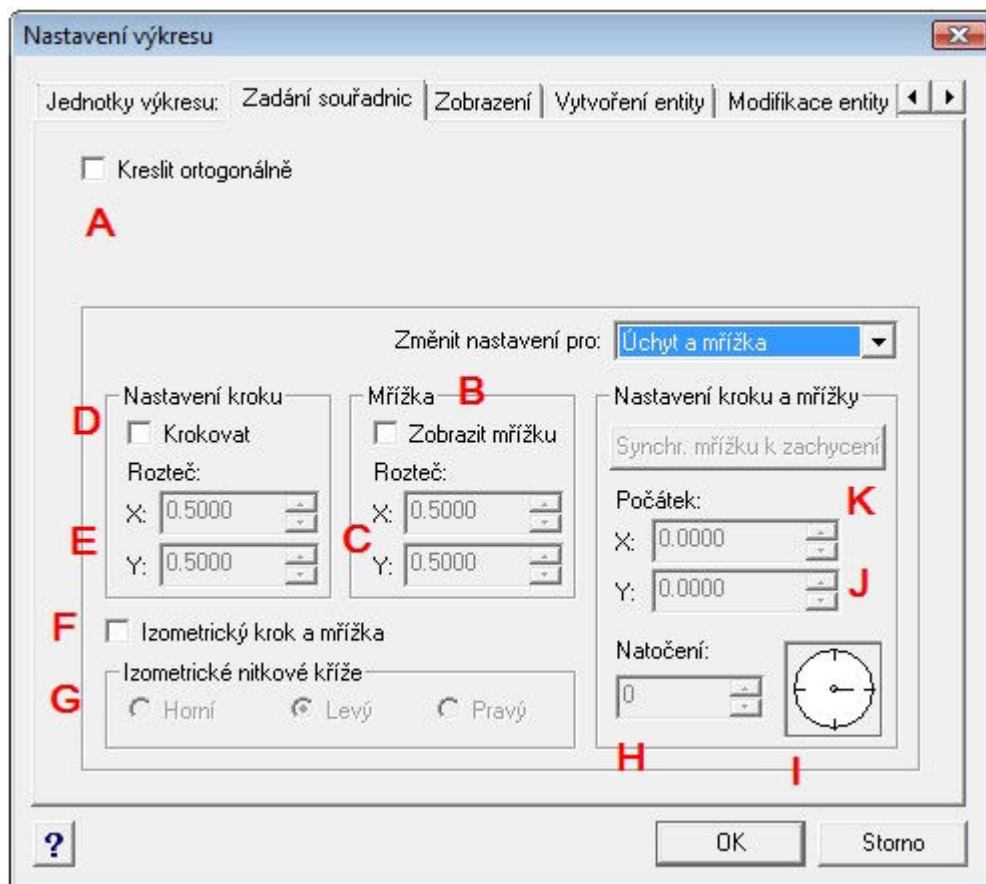 Nastavení výkresu
Jednotky výkresu: Zadání souřadnic Zobrazení Vytvoření entity Modifikace entity
Kreslit ortogonálně
A
Změnit nastavení pro: Úchyt a mřížka
B
Nastavení kroku Mřížka Nastavení kroku a mřížky
D Krokovat Zobrazit mřížku Synchr. mřížku k zachycení
Rozteč: Rozteč: Počátek: K
X: 0.5000 X: 0.5000 X: 0.0000
E C J
Y: 0.5000 Y: 0.5000 Y: 0.0000
F Izometrický krok a mřížka Natočení:
Izometrické nitkové kříže
G Horní Levý Pravý 0
H I
? OK Storno